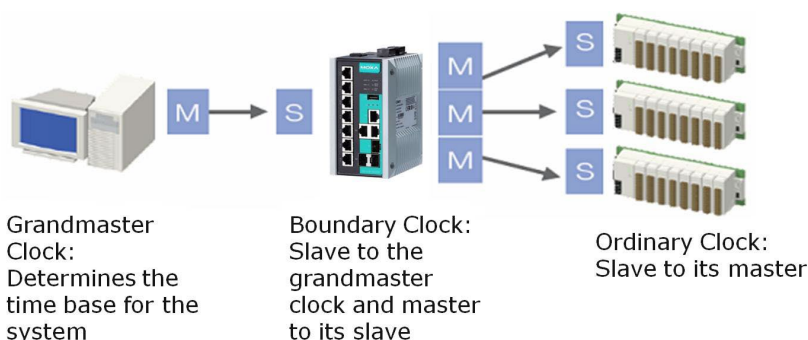 M
S
M
M
M
S
S
S
MOXA
Grandmaster
Clock:
Determines the
time base for the
system
Boundary Clock:
Slave to the
grandmaster
clock and master
to its slave
Ordinary Clock:
Slave to its master